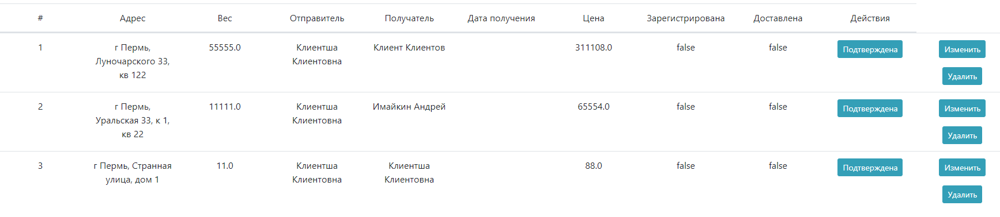 # Адрес Вес Отправитель Получатель Дата получения Цена Зарегистрирована Доставлена Действия
1 г Пермь, 55555.0 Клиентша Клиент Клиентов 311108.0 false false Подтверждена Изменить
Луночарского 33, Клиентовна
кв 122 Удалить
2 г Пермь, 11111.0 Клиентша Имайкин Андрей 65554.0 false false Подтверждена Изменить
Уральская 33, к 1, Клиентовна
кв 22 Удалить
3 г Пермь, Странная 11.0 Клиентша Клиентша 88.0 false false Подтверждена Изменить
улица, дом 1 Клиентовна Клиентовна
Удалить